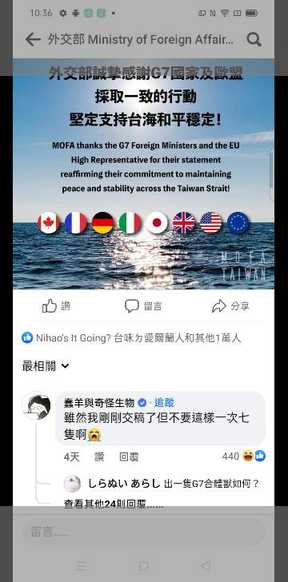 10:36
外交部 Ministry of Foreign Affair...
外交部誠摯感謝G7國家及歐盟
採取一致的行動
堅定支持台海和平穩定！
MOFA thanks the G7 Foreign Ministers and the EU
High Representative for their statement
reaffirming their commitment to maintaining
peace and stability across the Taiwan Strait!
MOFA
TAIWAN
讚
留言
分享
Nihao's It Going? 台味ㄉ愛爾蘭人和其他1萬人
最相關
蠢羊與奇怪生物 · 追蹤
雖然我剛剛交稿了但不要這樣一次七
隻啊
4天 讚 回覆 440
しらぬい あらし 出一隻G7合體獸如何？
查看其他24則回覆......
留言....